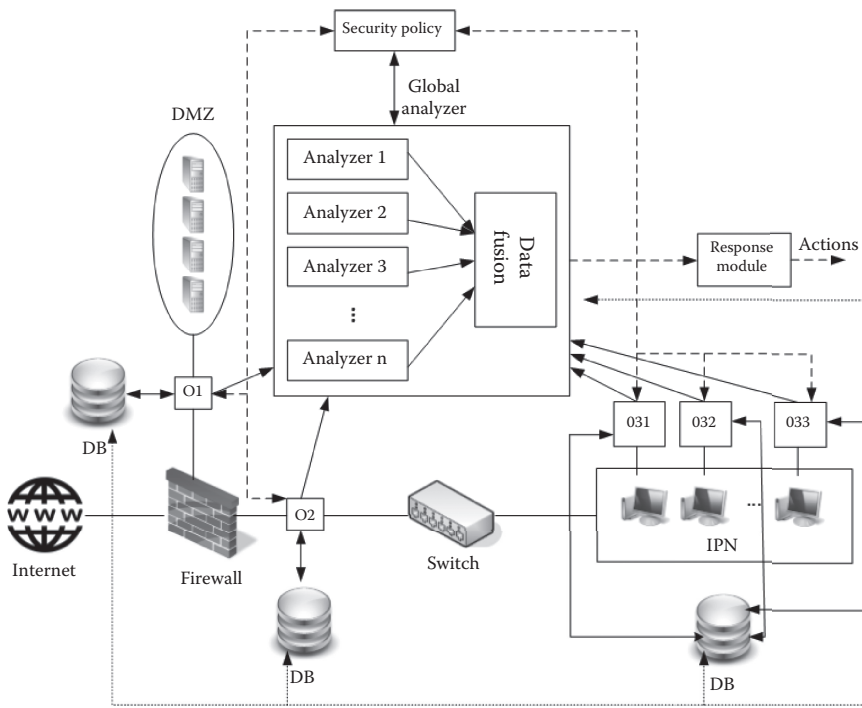 Security policy
Global
analyzer
DMZ
Analyzer 1
Analyzer 2
Analyzer 3
...
Analyzer n
Data
fusion
Response
module
Actions
O1
DB
031
032
033
WWW
Internet
Firewall
O2
Switch
...
IPN
DB
DB